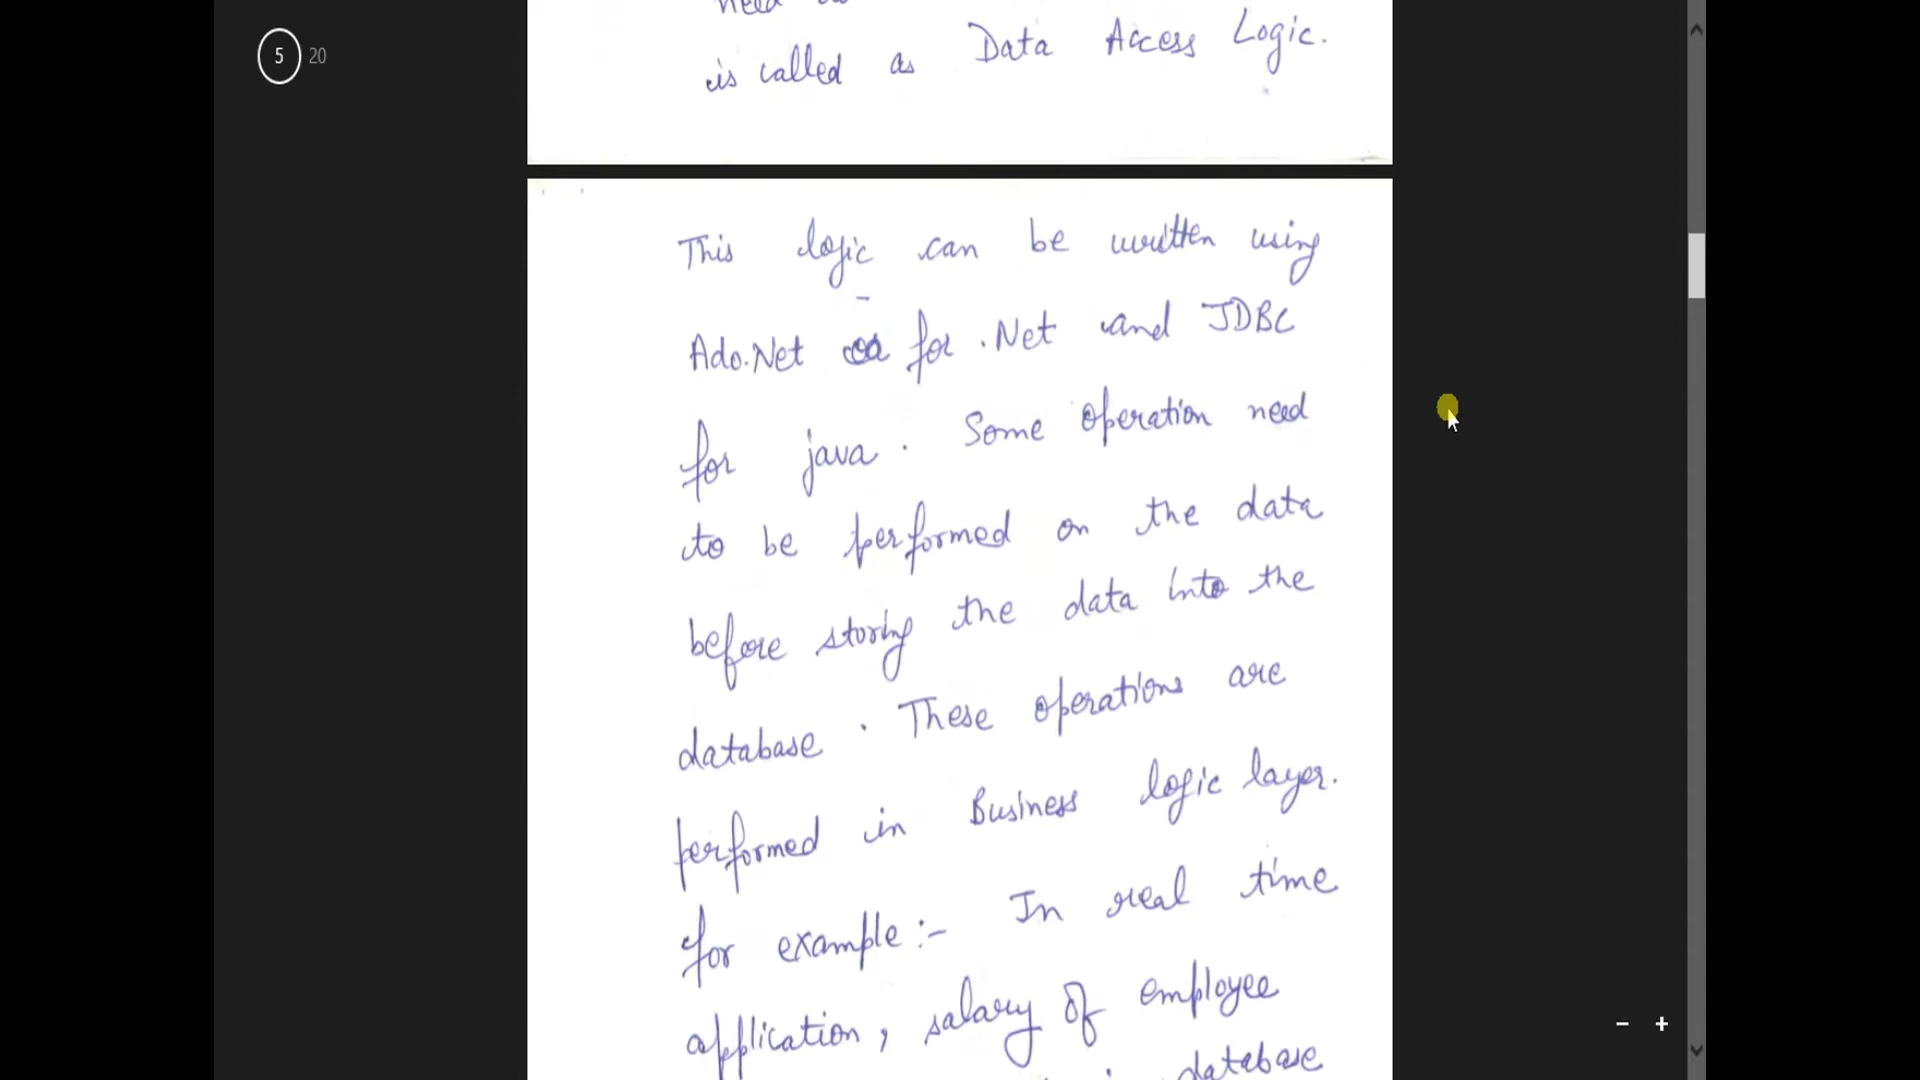 5 20
need
is called as Data Access Logic.
This logic can be written using
Ado.Net for .Net and JDBC
for java. Some operation need
to be performed on the data
before storing the data into the
database. These operations are
performed in Business logic layer.
for example:- In real time
application, salary of employee
database